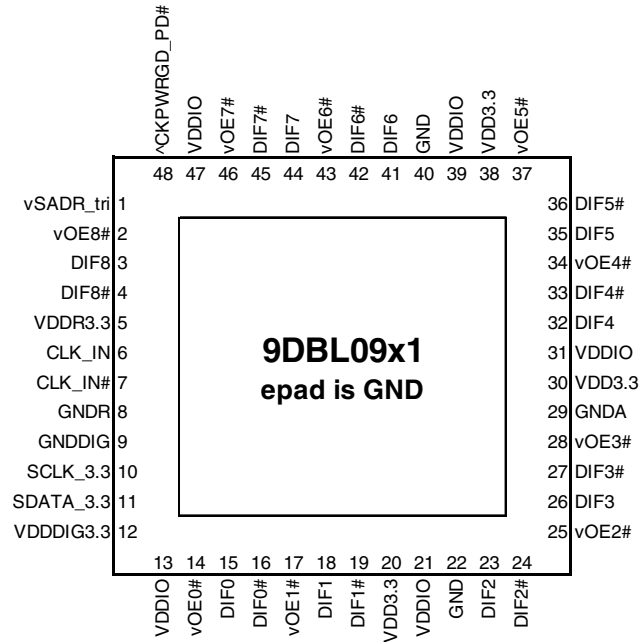 ^CKPWRGD_PD#
VDDIO
vOE7#
DIF7#
DIF7
vOE6#
DIF6#
DIF6
GND
VDDIO
VDD3.3
vOE5#
48 47 46 45 44 43 42 41 40 39 38 37
vSADR_tri 1
vOE8# 2
DIF8 3
DIF8# 4
VDDR3.3 5
CLK_IN 6
CLK_IN# 7
GNDR 8
GNDDIG 9
SCLK_3.3 10
SDATA_3.3 11
VDDDIG3.3 12
9DBL09x1
epad is GND
36 DIF5#
35 DIF5
34 vOE4#
33 DIF4#
32 DIF4
31 VDDIO
30 VDD3.3
29 GNDA
28 vOE3#
27 DIF3#
26 DIF3
25 vOE2#
13 14 15 16 17 18 19 20 21 22 23 24
VDDIO
vOE0#
DIF0
DIF0#
vOE1#
DIF1
DIF1#
VDD3.3
VDDIO
GND
DIF2
DIF2#